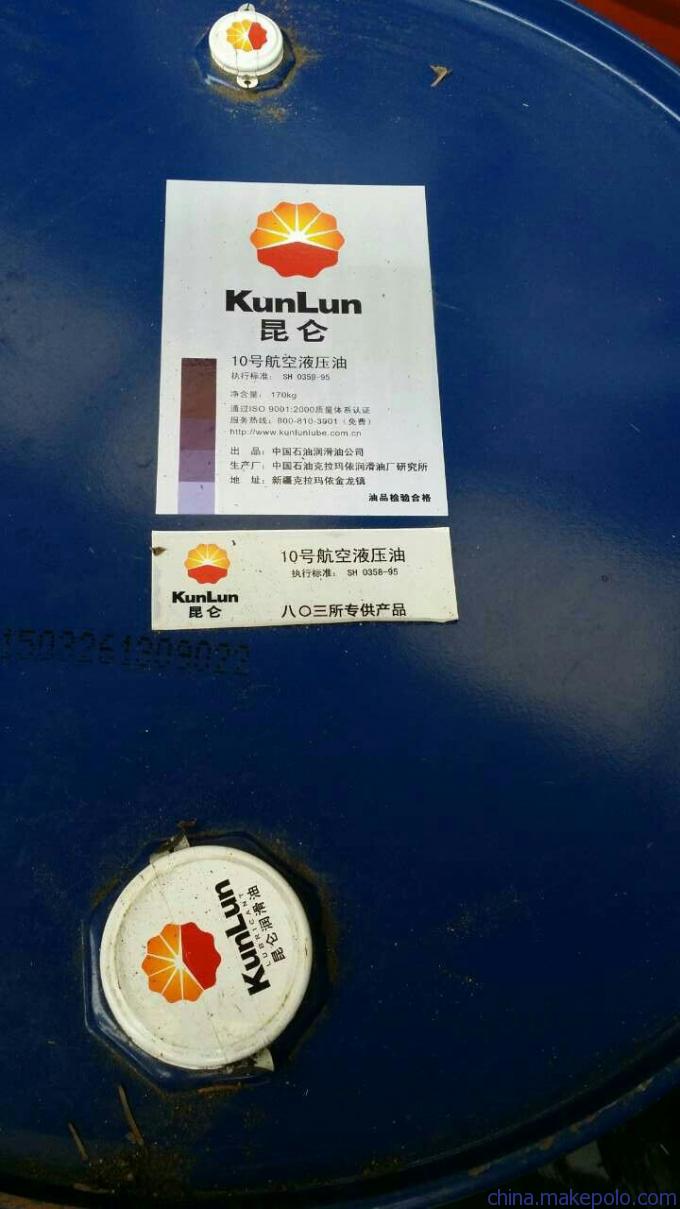 KunLun
昆仑
10号航空液压油
执行标准： SH 0358-95
净含量： 170kg
通过ISO 9001:2000质量体系认证
服务热线：800-810-3901（免费）
http://www.kunlunlube.com.cn
出 品：中国石油润滑油公司
生产厂：中国石油克拉玛依润滑油厂研究所
地 址：新疆克拉玛依金龙镇
油品检验合格
KunLun
昆仑
10号航空液压油
执行标准： SH 0358-95
八〇三所专供产品
1503261309022
KunLun
LUBRICANT
昆仑润滑油
china.makepolo.com